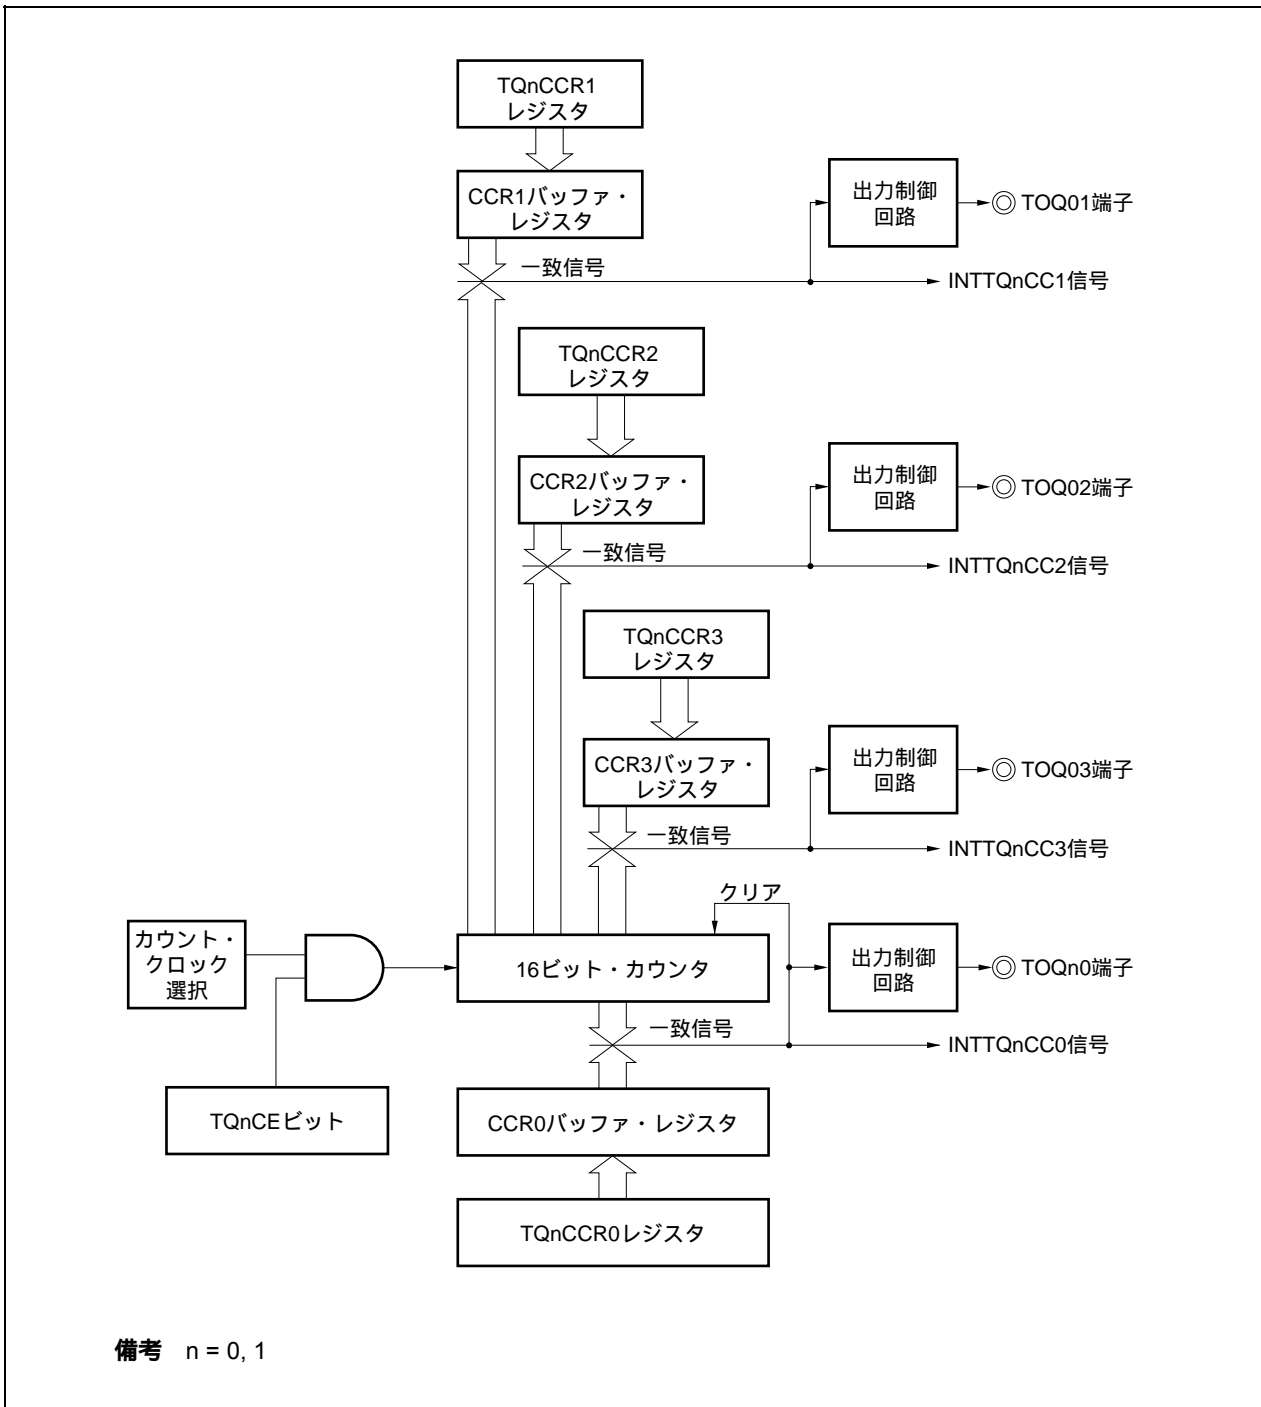 TQnCCR1
レジスタ
CCR1バッファ・
レジスタ
出力制御
回路
TOQ01端子
一致信号
INTTQnCC1信号
TQnCCR2
レジスタ
CCR2バッファ・
レジスタ
出力制御
回路
TOQ02端子
一致信号
INTTQnCC2信号
TQnCCR3
レジスタ
CCR3バッファ・
レジスタ
出力制御
回路
TOQ03端子
一致信号
INTTQnCC3信号
クリア
カウント・
クロック
選択
16ビット・カウンタ
出力制御
回路
TOQn0端子
一致信号
INTTQnCC0信号
TQnCEビット
CCR0バッファ・レジスタ
TQnCCR0レジスタ
備考 n = 0, 1